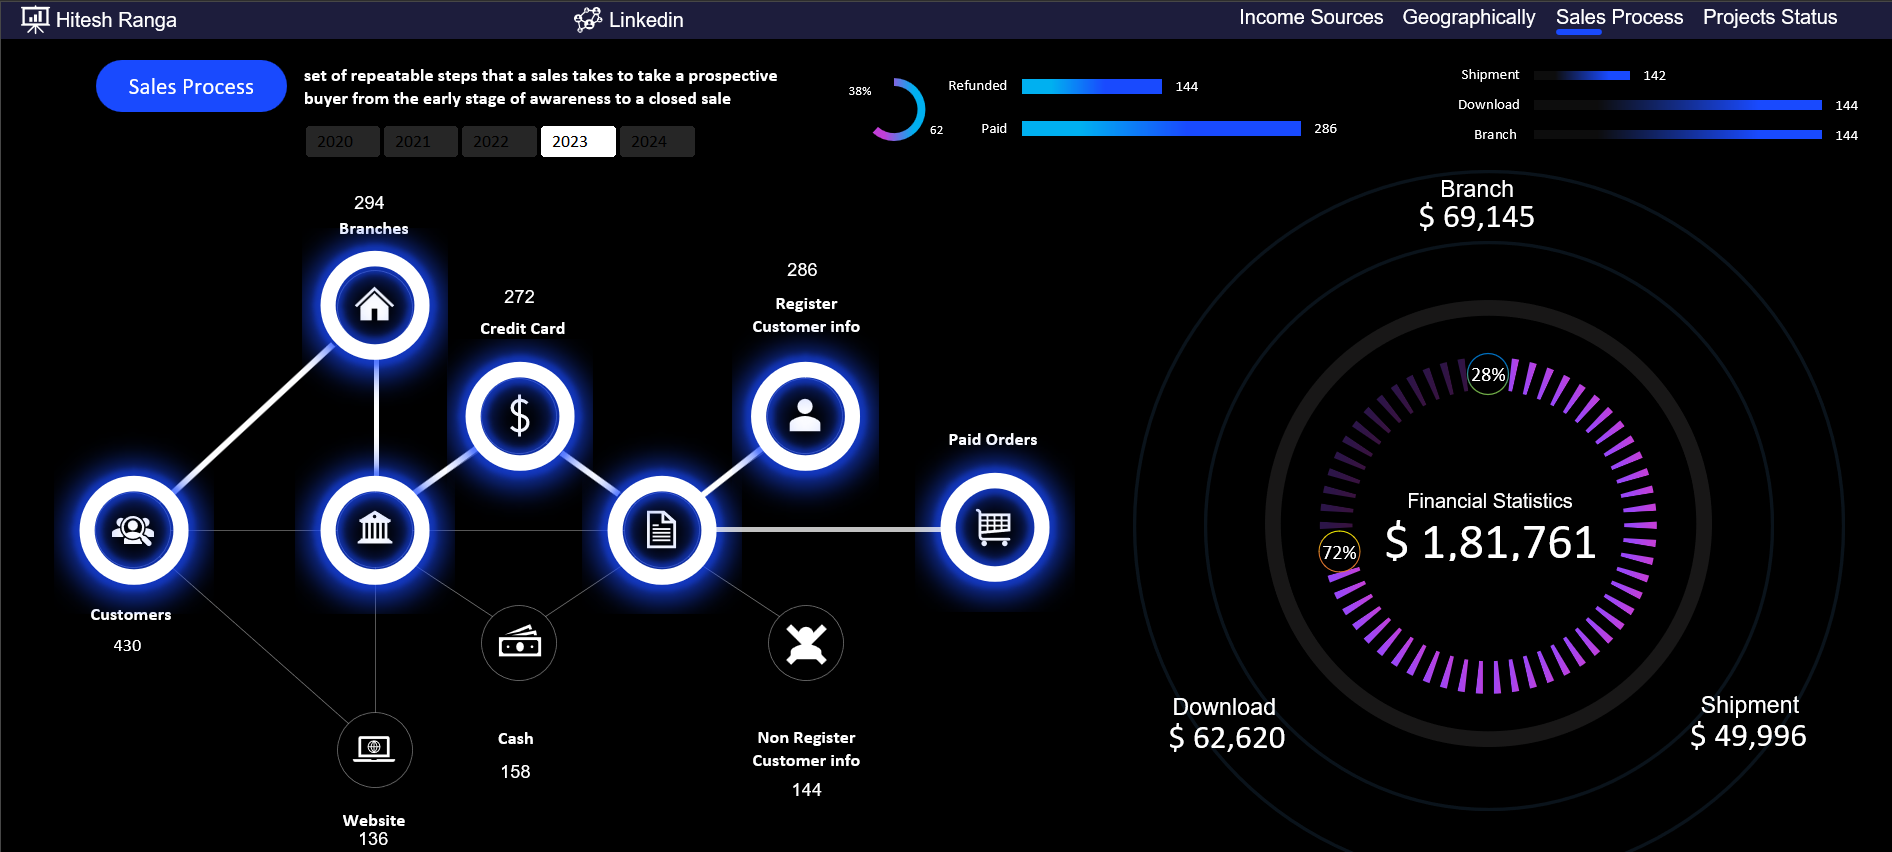 Hitesh Ranga
Linkedin
Income Sources
Geographically
Sales Process
Projects Status
Sales Process
set of repeatable steps that a sales takes to take a prospective
buyer from the early stage of awareness to a closed sale
2020
2021
2022
2023
2024
38%
62
Refunded
144
Paid
286
Shipment
142
Download
144
Branch
144
294
Branches
272
Credit Card
286
Register
Customer info
Paid Orders
Customers
430
Cash
158
Non Register
Customer info
144
Website
136
Branch
$ 69,145
28%
72%
Financial Statistics
$ 1,81,761
Download
$ 62,620
Shipment
$ 49,996